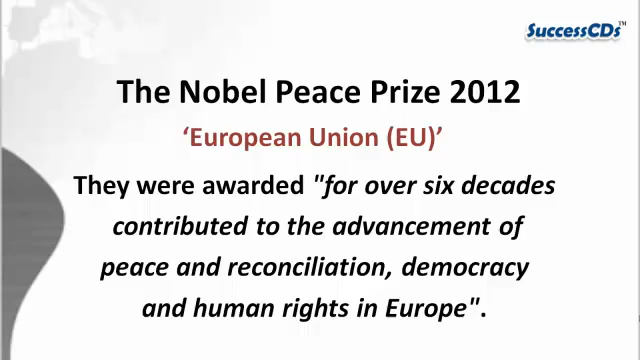 SuccessCDs™
The Nobel Peace Prize 2012
‘European Union (EU)’
They were awarded "for over six decades
contributed to the advancement of
peace and reconciliation, democracy
and human rights in Europe".